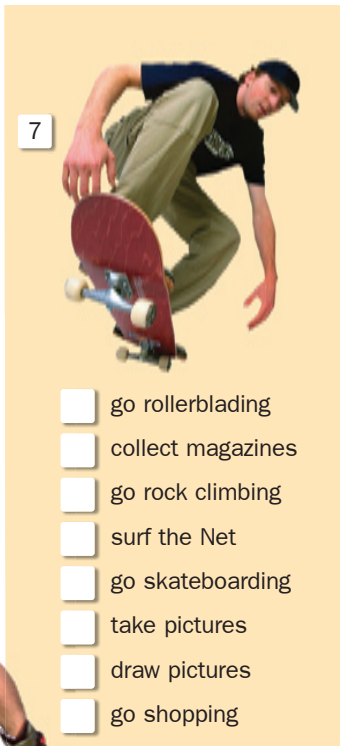 7
go rollerblading
collect magazines
go rock climbing
surf the Net
go skateboarding
take pictures
draw pictures
go shopping